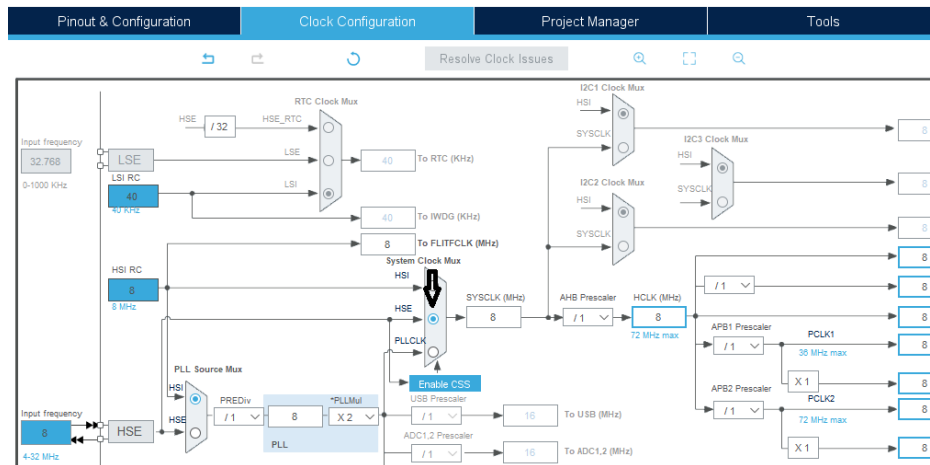 Pinout & Configuration
Clock Configuration
Project Manager
Tools
Resolve Clock Issues
RTC Clock Mux
HSE
/ 32
HSE_RTC
Input frequency
32.768
0-1000 KHz
LSE
LSE
40
To RTC (KHz)
LSI RC
40
40 KHz
LSI
40
To IWDG (KHz)
8
To FLITFCLK (MHz)
HSI RC
8
8 MHz
System Clock Mux
HSI
HSE
PLLCLK
Enable CSS
SYSCLK (MHz)
8
AHB Prescaler
/ 1
HCLK (MHz)
8
72 MHz max
I2C1 Clock Mux
HSI
SYSCLK
8
I2C3 Clock Mux
HSI
SYSCLK
8
I2C2 Clock Mux
HSI
SYSCLK
8
8
/ 1
8
8
APB1 Prescaler
/ 1
PCLK1
36 MHz max
8
X 1
8
APB2 Prescaler
/ 1
PCLK2
72 MHz max
8
X 1
8
PLL Source Mux
HSI
HSE
PREDiv
/ 1
8
*PLLMul
X 2
PLL
Input frequency
8
4-32 MHz
HSE
USB Prescaler
/ 1
16
To USB (MHz)
ADC1,2 Prescaler
/ 1
16
To ADC1,2 (MHz)